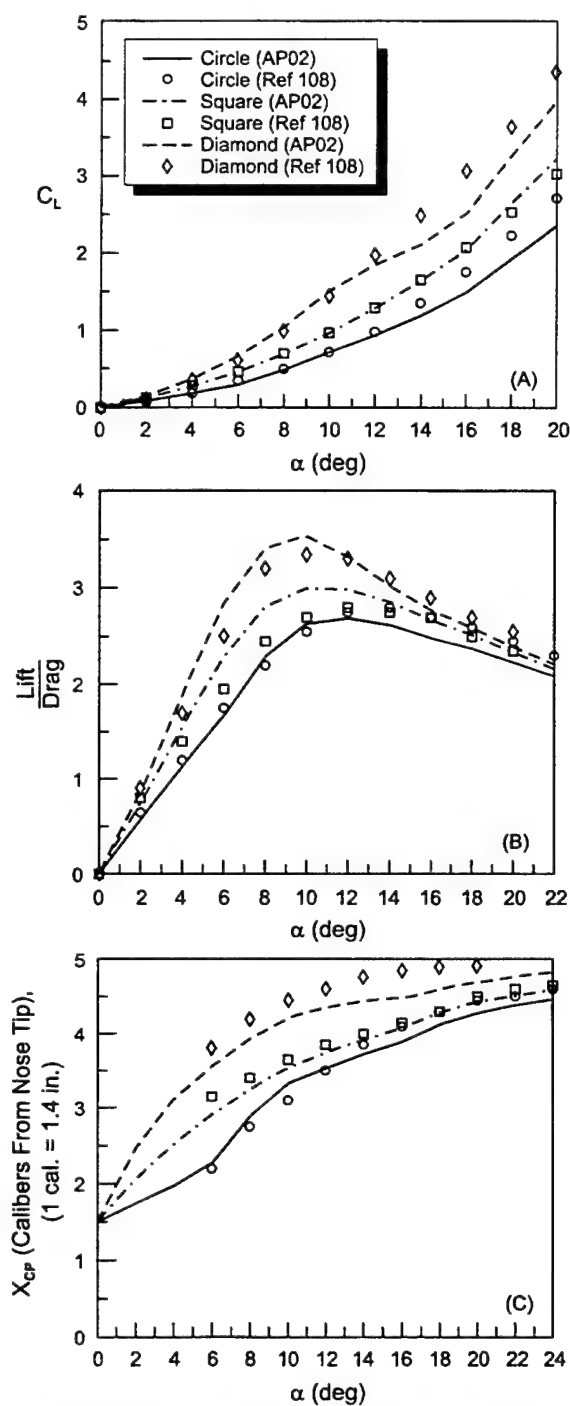 5
4
3
2
1
0
C_L
Circle (AP02)
Circle (Ref 108)
Square (AP02)
Square (Ref 108)
Diamond (AP02)
Diamond (Ref 108)
(A)
0 2 4 6 8 10 12 14 16 18 20
α (deg)
4
3
2
1
0
Lift
Drag
(B)
0 2 4 6 8 10 12 14 16 18 20 22
α (deg)
5
4
3
2
1
0
X_CP (Calibers From Nose Tip),
(1 cal. = 1.4 in.)
(C)
0 2 4 6 8 10 12 14 16 18 20 22 24
α (deg)